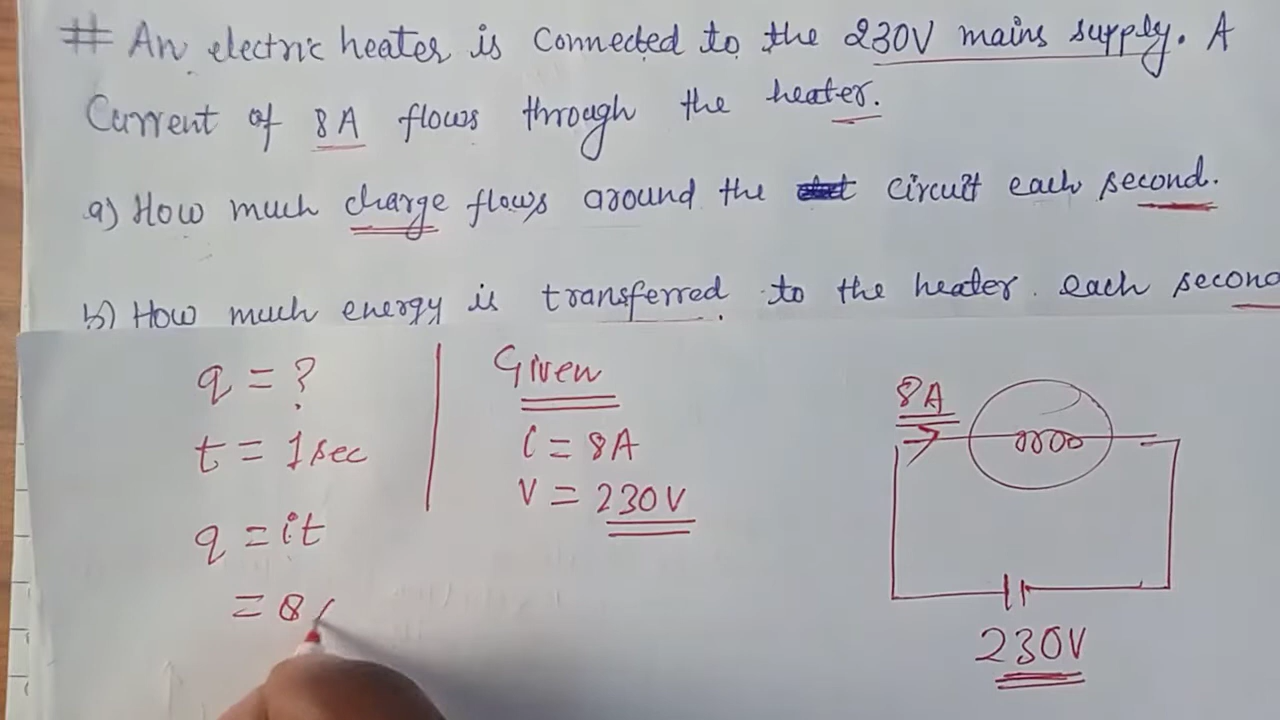 # An electric heater is connected to the 230V mains supply. A
Current of 8A flows through the heater.
a) How much charge flows around the circuit each second.
b) How much energy is transferred to the heater each second
q = ?
t = 1 sec
q = it
= 8
Given
i = 8A
V = 230V
8A
230V